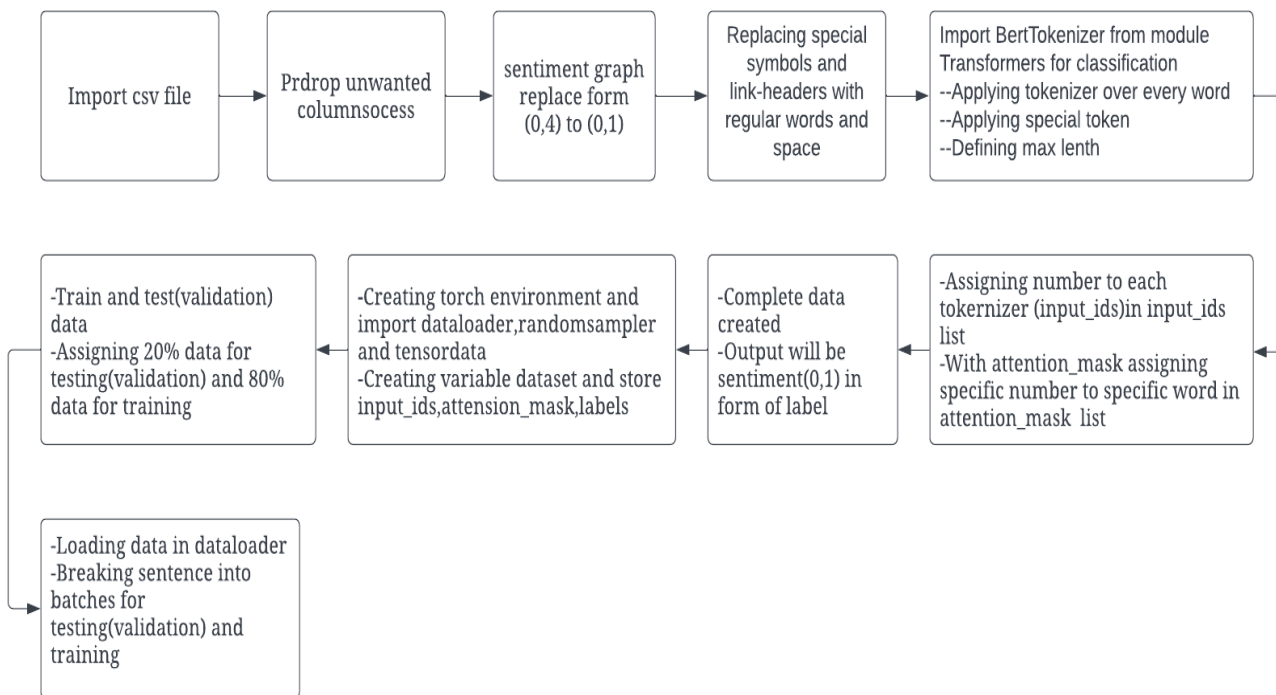 Import csv file
Prdrop unwanted
columnsocess
sentiment graph
replace form
(0,4) to (0,1)
Replacing special
symbols and
link-headers with
regular words and
space
Import BertTokenizer from module
Transformers for classification
--Applying tokenizer over every word
--Applying special token
--Defining max lenth
-Assigning number to each
tokernizer (input_ids)in input_ids
list
-With attention_mask assigning
specific number to specific word in
attention_mask  list
-Complete data
created
-Output will be
sentiment(0,1) in
form of label
-Creating torch environment and
import dataloader,randomsampler
and tensordata
-Creating variable dataset and store
input_ids,attension_mask,labels
-Train and test(validation)
data
-Assigning 20% data for
testing(validation) and 80%
data for training
-Loading data in dataloader
-Breaking sentence into
batches for
testing(validation) and
training